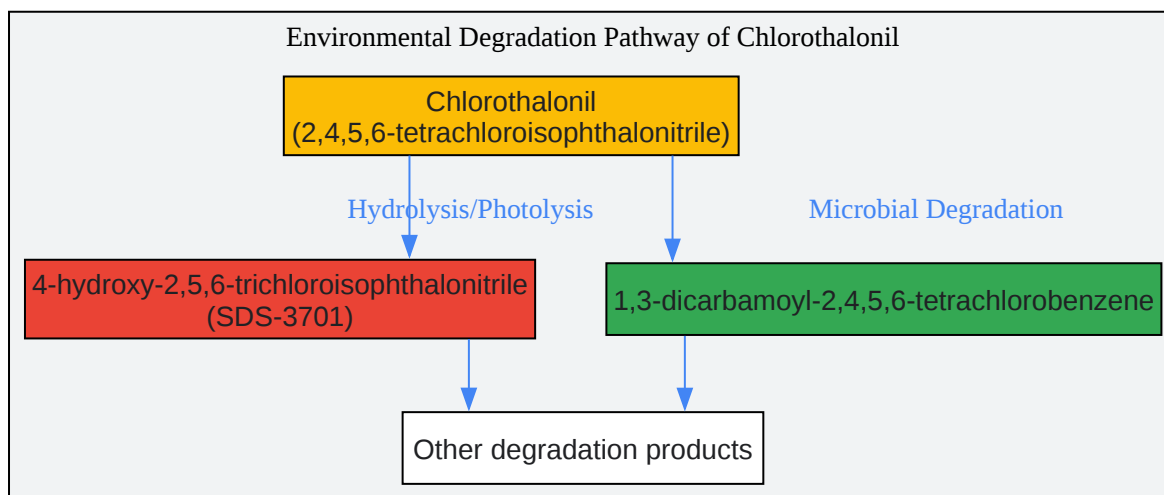 Environmental Degradation Pathway of Chlorothalonil
Chlorothalonil
(2,4,5,6-tetrachloroisophthalonitrile)
Hydrolysis/Photolysis
Microbial Degradation
4-hydroxy-2,5,6-trichloroisophthalonitrile
(SDS-3701)
1,3-dicarbamoyl-2,4,5,6-tetrachlorobenzene
Other degradation products